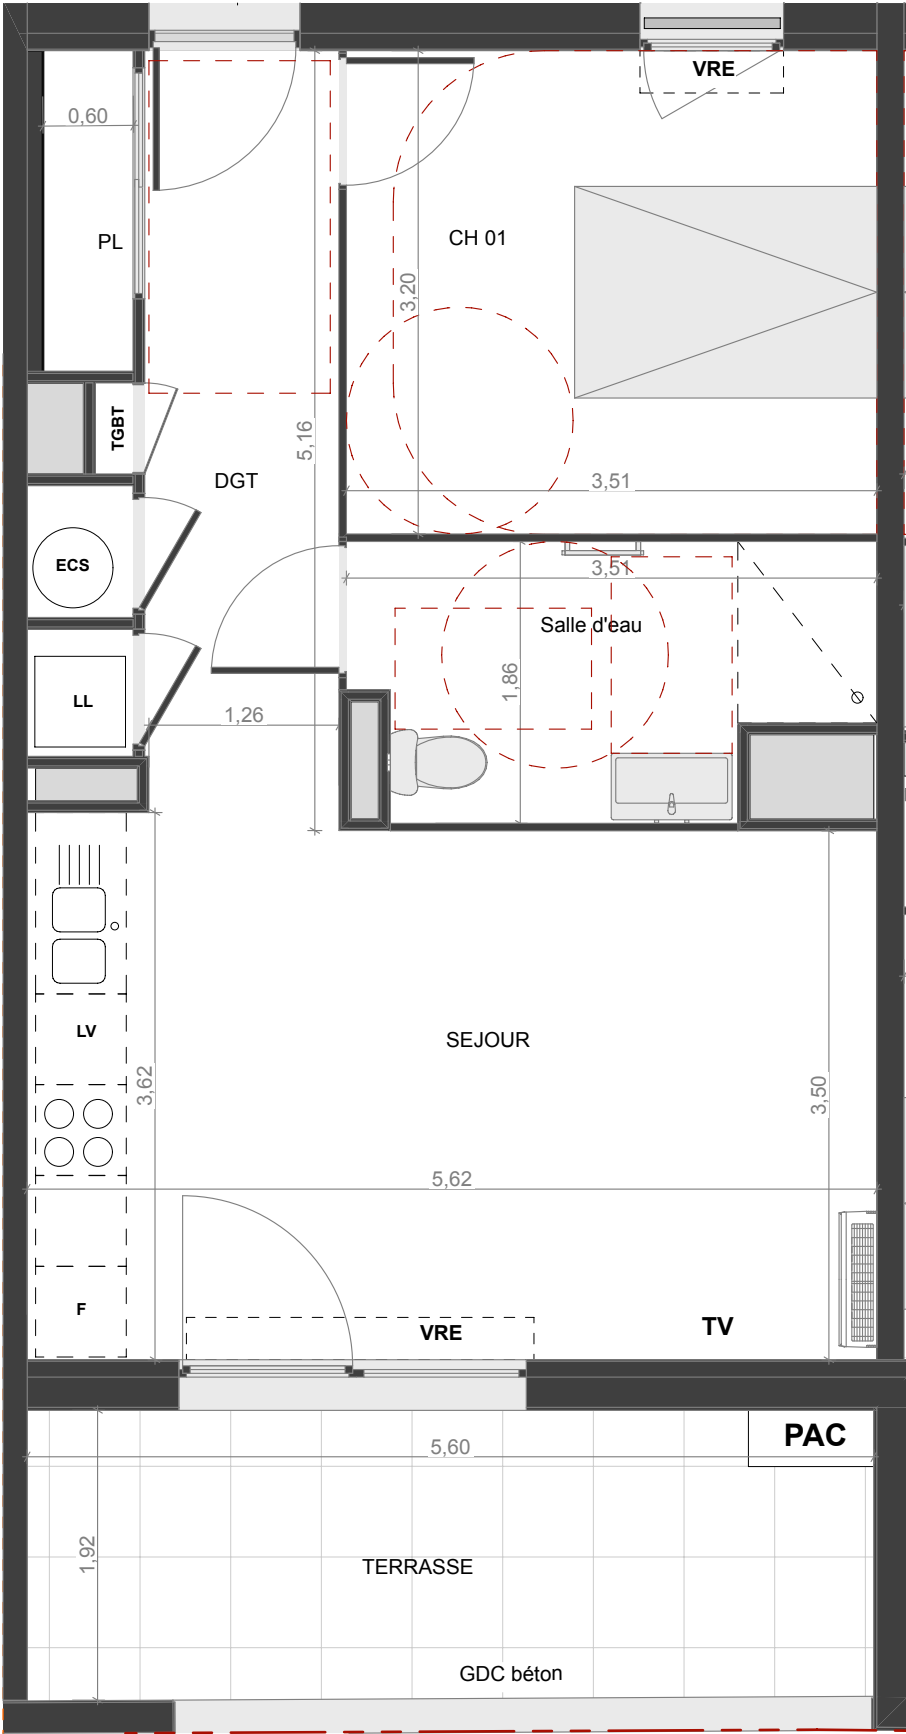 VRE
0,60
PL
CH 01
3,20
TGBT
5,16
DGT
3,51
ECS
3,51
Salle d'eau
LL
1,86
1,26
LV
SEJOUR
3,62
3,50
5,62
F
VRE
TV
PAC
5,60
1,92
TERRASSE
GDC béton